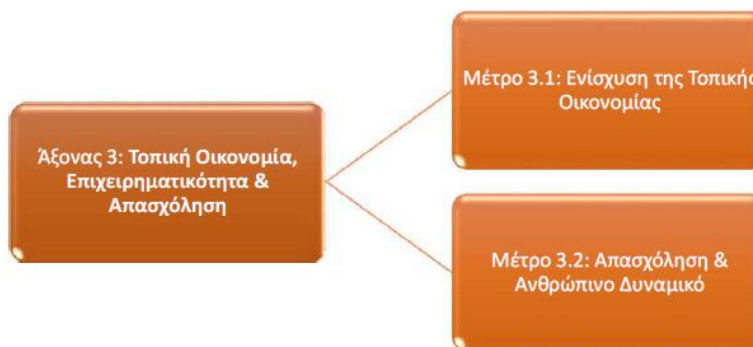 Άξονας 3: Τοπική Οικονομία,
Επιχειρηματικότητα &
Απασχόληση
Μέτρο 3.1: Ενίσχυση της Τοπικής
Οικονομίας
Μέτρο 3.2: Απασχόληση &
Ανθρώπινο Δυναμικό